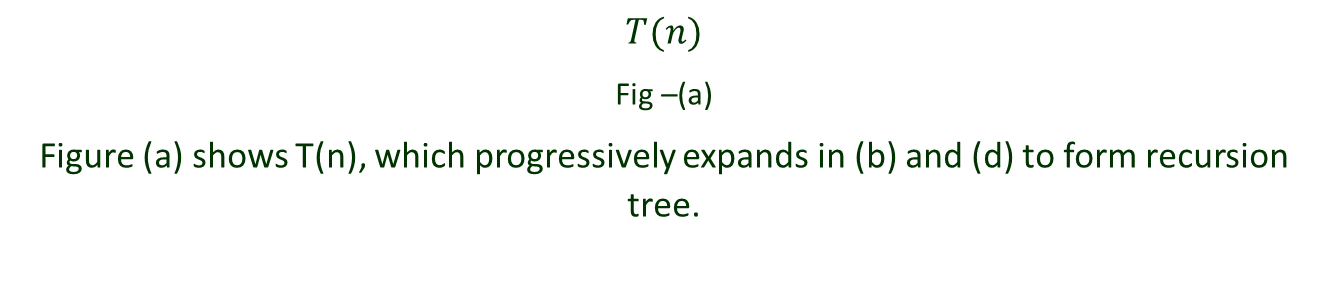 T(n)
Fig –(a)
Figure (a) shows T(n), which progressively expands in (b) and (d) to form recursion
tree.